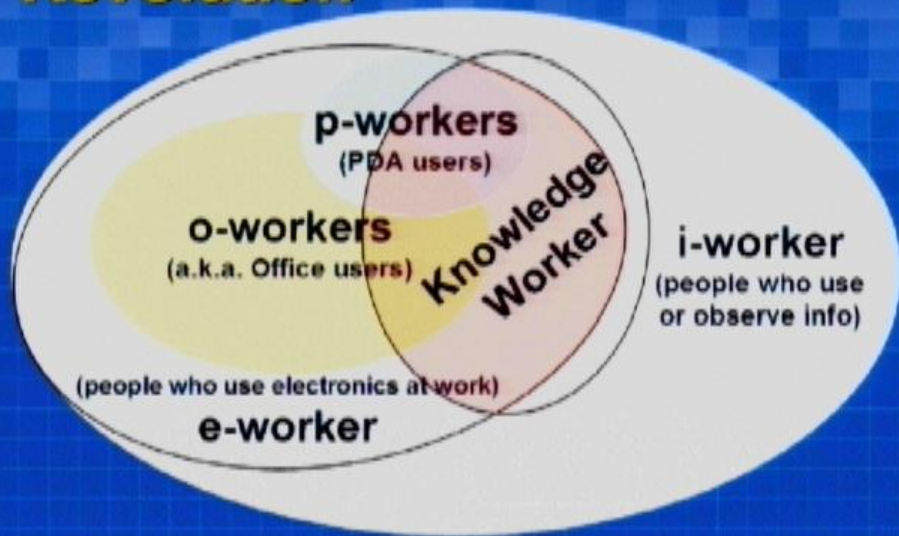 p-workers
(PDA users)
o-workers
(a.k.a. Office users)
Knowledge
Worker
i-worker
(people who use
or observe info)
(people who use electronics at work)
e-worker